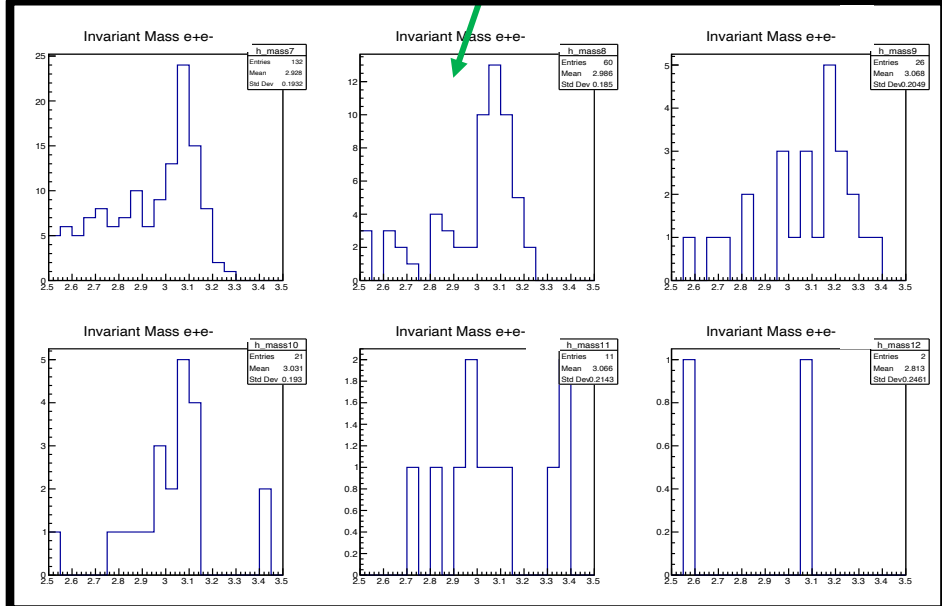 Invariant Mass e+e-
h_mass7
Entries 132
Mean 2.928
Std Dev 0.1932
25
20
15
10
5
0
2.5 2.6 2.7 2.8 2.9 3 3.1 3.2 3.3 3.4 3.5
Invariant Mass e+e-
h_mass8
Entries 60
Mean 2.986
Std Dev 0.185
12
10
8
6
4
2
0
2.5 2.6 2.7 2.8 2.9 3 3.1 3.2 3.3 3.4 3.5
Invariant Mass e+e-
h_mass9
Entries 26
Mean 3.068
Std Dev 0.2049
5
4
3
2
1
0
2.5 2.6 2.7 2.8 2.9 3 3.1 3.2 3.3 3.4 3.5
Invariant Mass e+e-
h_mass10
Entries 21
Mean 3.031
Std Dev 0.193
5
4
3
2
1
0
2.5 2.6 2.7 2.8 2.9 3 3.1 3.2 3.3 3.4 3.5
Invariant Mass e+e-
h_mass11
Entries 11
Mean 3.066
Std Dev 0.2143
2
1.8
1.6
1.4
1.2
1
0.8
0.6
0.4
0.2
0
2.5 2.6 2.7 2.8 2.9 3 3.1 3.2 3.3 3.4 3.5
Invariant Mass e+e-
h_mass12
Entries 2
Mean 2.813
Std Dev 0.2461
1
0.8
0.6
0.4
0.2
0
2.5 2.6 2.7 2.8 2.9 3 3.1 3.2 3.3 3.4 3.5